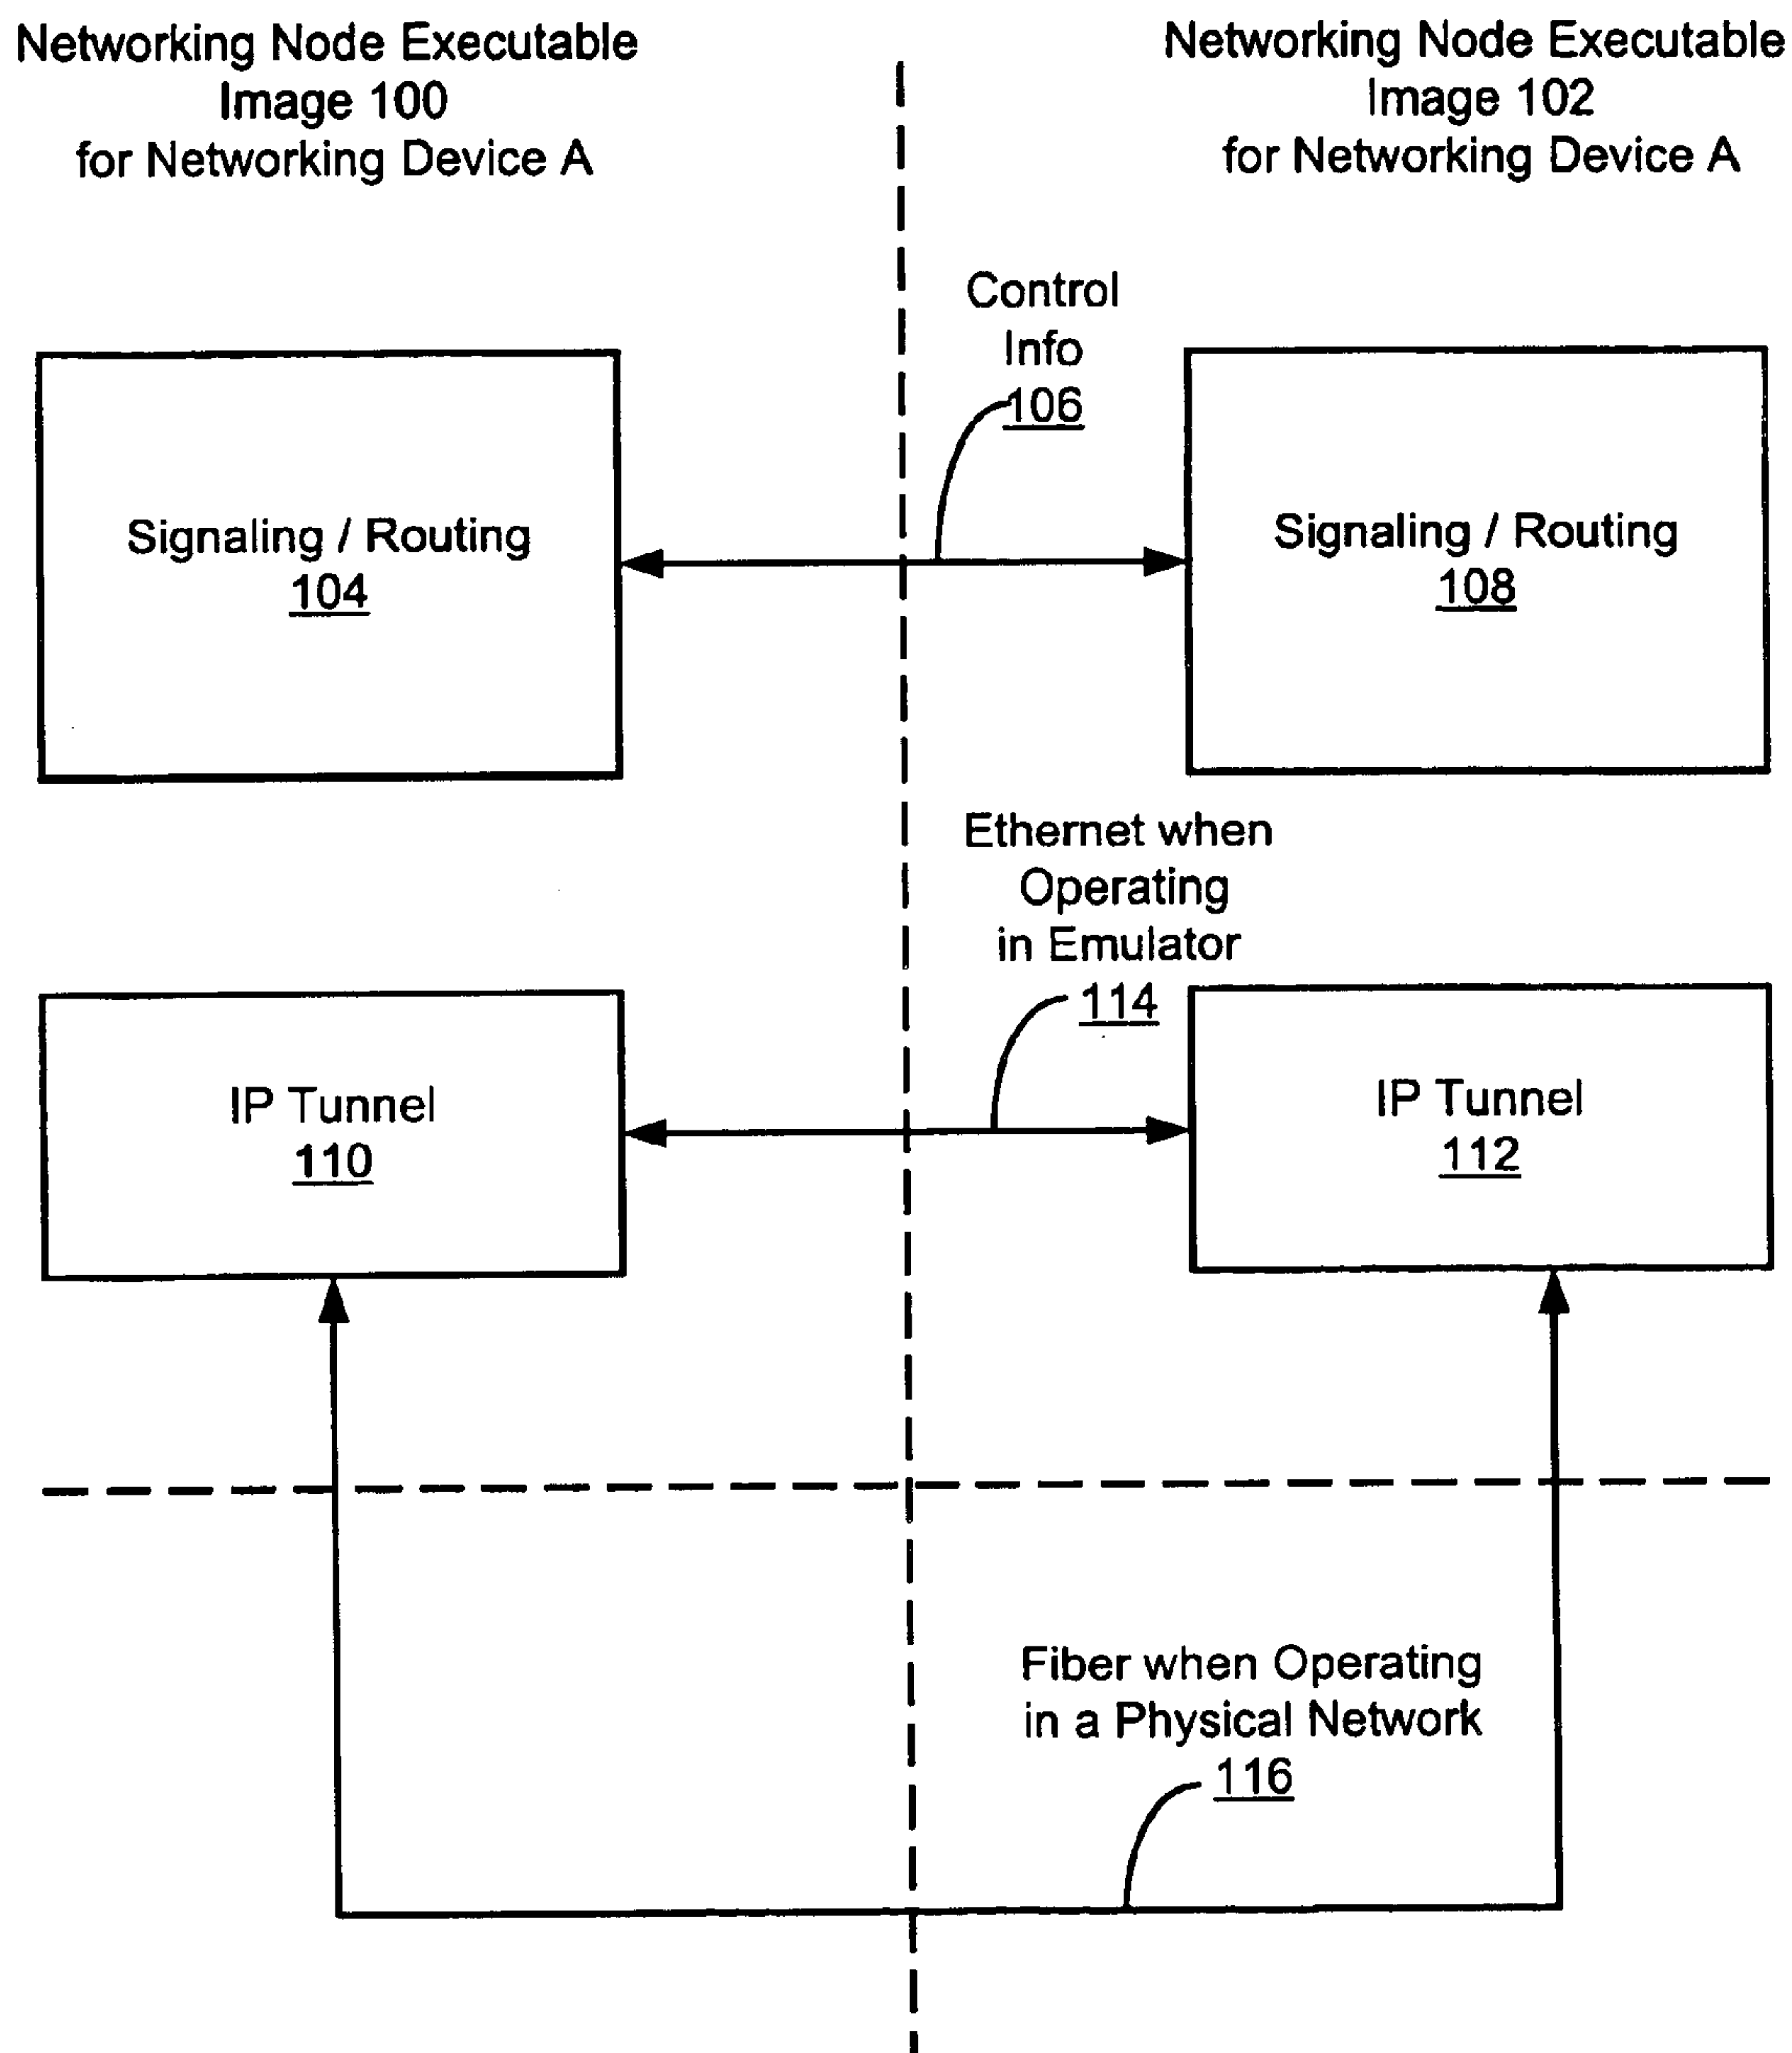 Networking Node Executable
Image 100
for Networking Device A
Networking Node Executable
Image 102
for Networking Device A
Control
Info
106
Signaling / Routing
104
Signaling / Routing
108
Ethernet when
Operating
in Emulator
114
IP Tunnel
110
IP Tunnel
112
Fiber when Operating
in a Physical Network
116